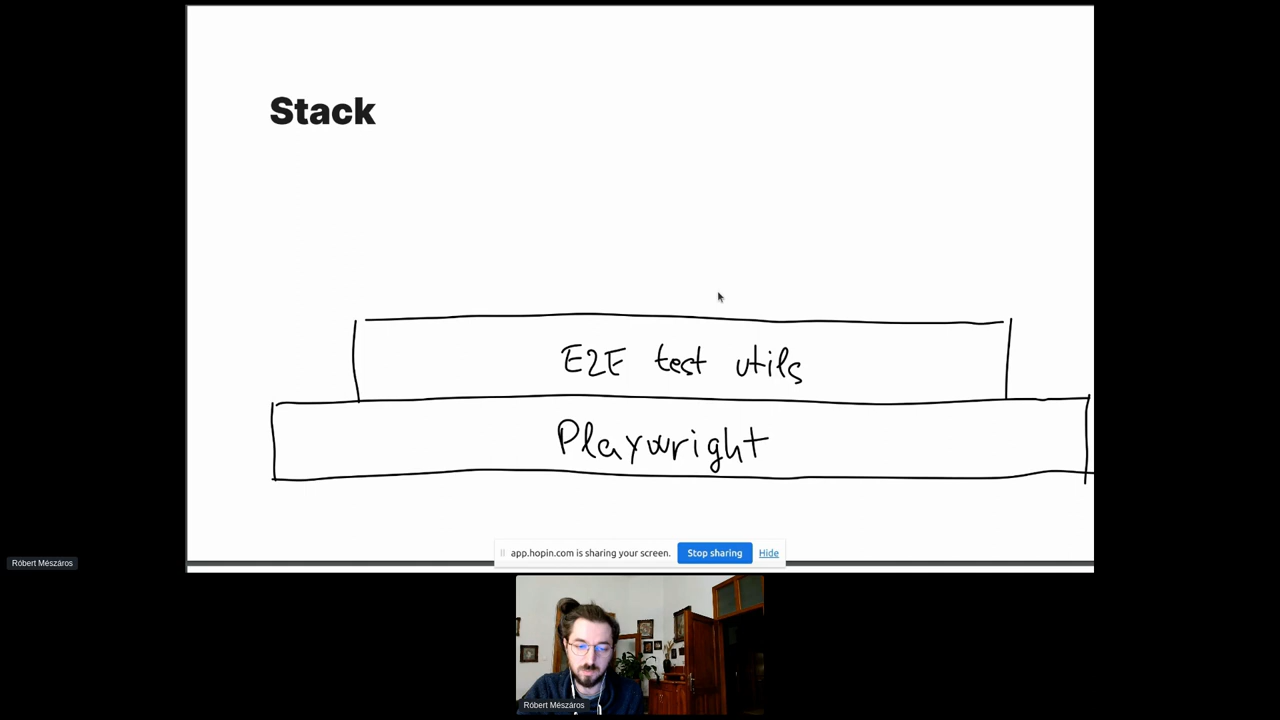 Stack
E2E test utils
Playwright
app.hopin.com is sharing your screen. Stop sharing Hide
Róbert Mészáros
Róbert Mészáros